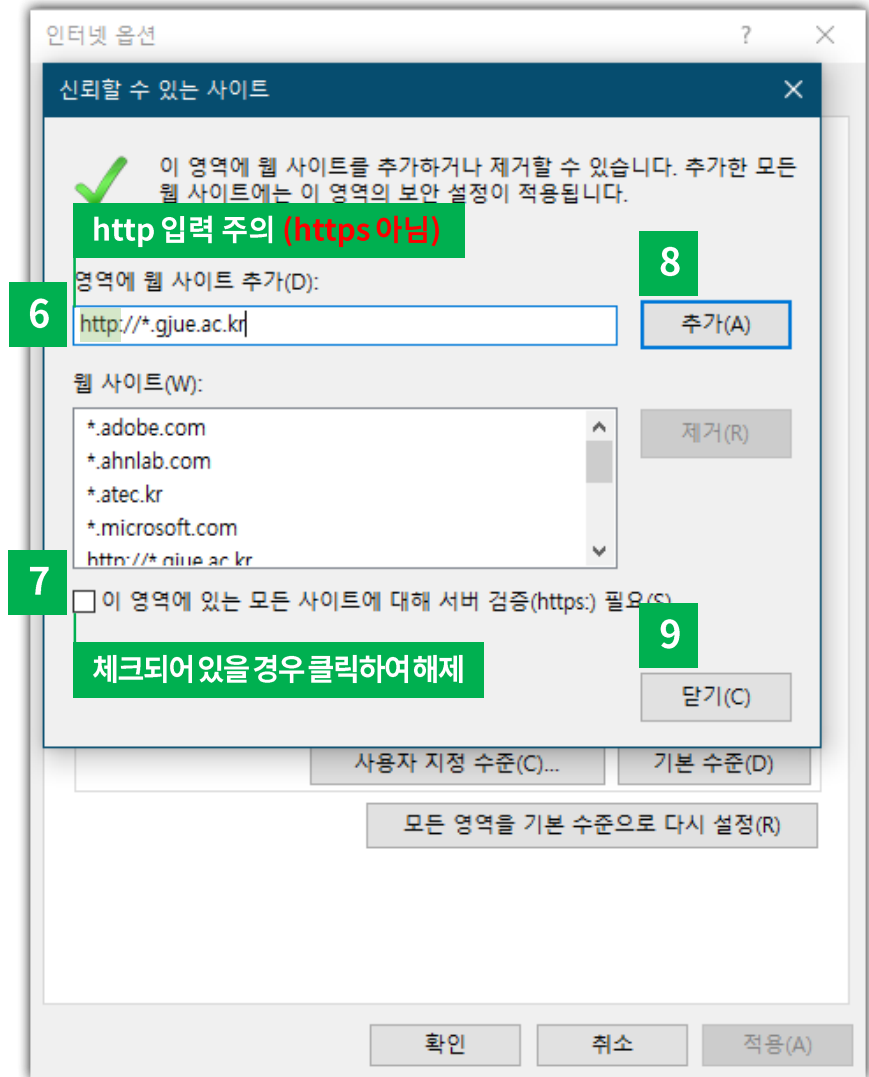 인터넷 옵션 ?
신뢰할 수 있는 사이트
이 영역에 웹 사이트를 추가하거나 제거할 수 있습니다. 추가한 모든
웹 사이트에는 이 영역의 보안 설정이 적용됩니다.
http 입력 주의 (https 아님)
8
영역에 웹 사이트 추가(D):
6
http://*.gjue.ac.kr
추가(A)
웹 사이트(W):
*.adobe.com
제거(R)
*.ahnlab.com
*.atec.kr
*.microsoft.com
http://*.gjue.ac.kr
7
이 영역에 있는 모든 사이트에 대해 서버 검증(https:) 필요(S)
9
체크되어 있을 경우 클릭하여 해제
닫기(C)
사용자 지정 수준(C)... 기본 수준(D)
모든 영역을 기본 수준으로 다시 설정(R)
확인 취소 적용(A)